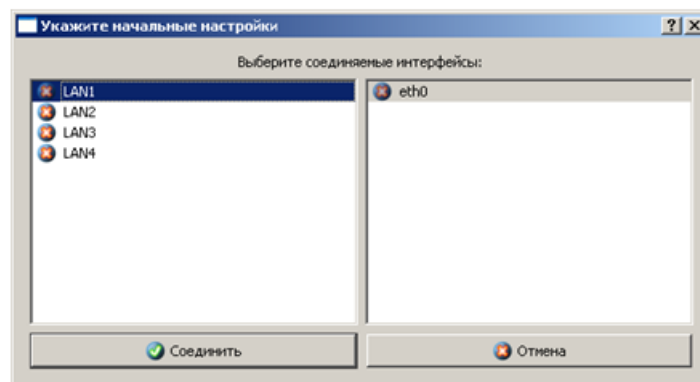 Укажите начальные настройки
Выберите соединяемые интерфейсы:
LAN1
LAN2
LAN3
LAN4
eth0
Соединить
Отмена